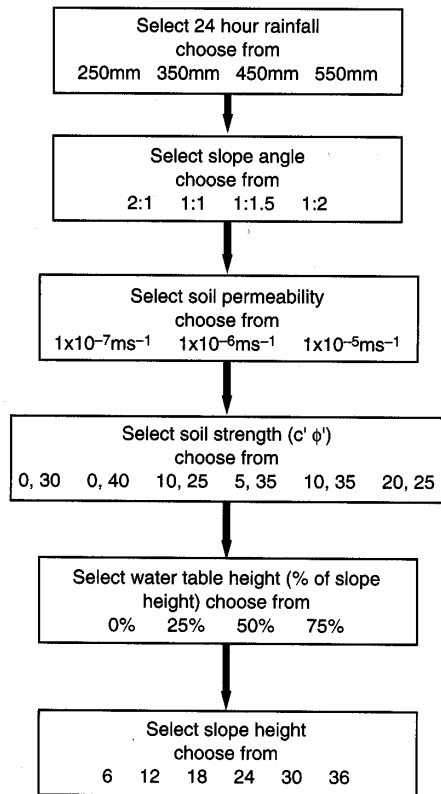 Select 24 hour rainfall
choose from
250mm 350mm 450mm 550mm
Select slope angle
choose from
2:1 1:1 1:1.5 1:2
Select soil permeability
choose from
1x10⁻⁷ms⁻¹ 1x10⁻⁶ms⁻¹ 1x10⁻⁵ms⁻¹
Select soil strength (c' ϕ')
choose from
0, 30 0, 40 10, 25 5, 35 10, 35 20, 25
Select water table height (% of slope
height) choose from
0% 25% 50% 75%
Select slope height
choose from
6 12 18 24 30 36